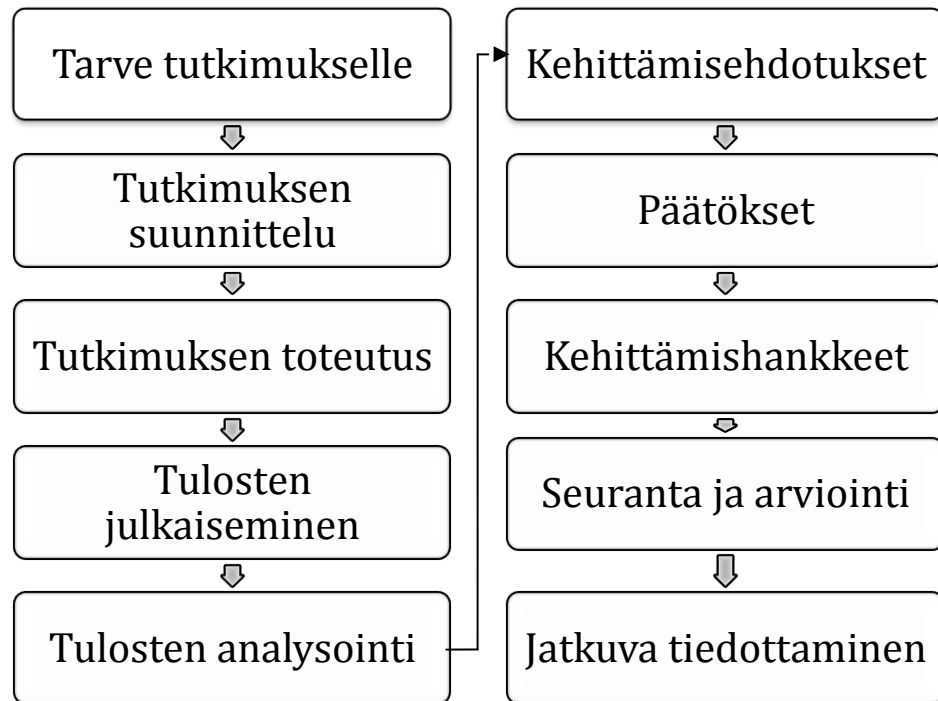 Tarve tutkimukselle
Tutkimuksen
suunnittelu
Tutkimuksen toteutus
Tulosten
julkaiseminen
Tulosten analysointi
Kehittämisehdotukset
Päätökset
Kehittämishankkeet
Seuranta ja arviointi
Jatkuva tiedottaminen